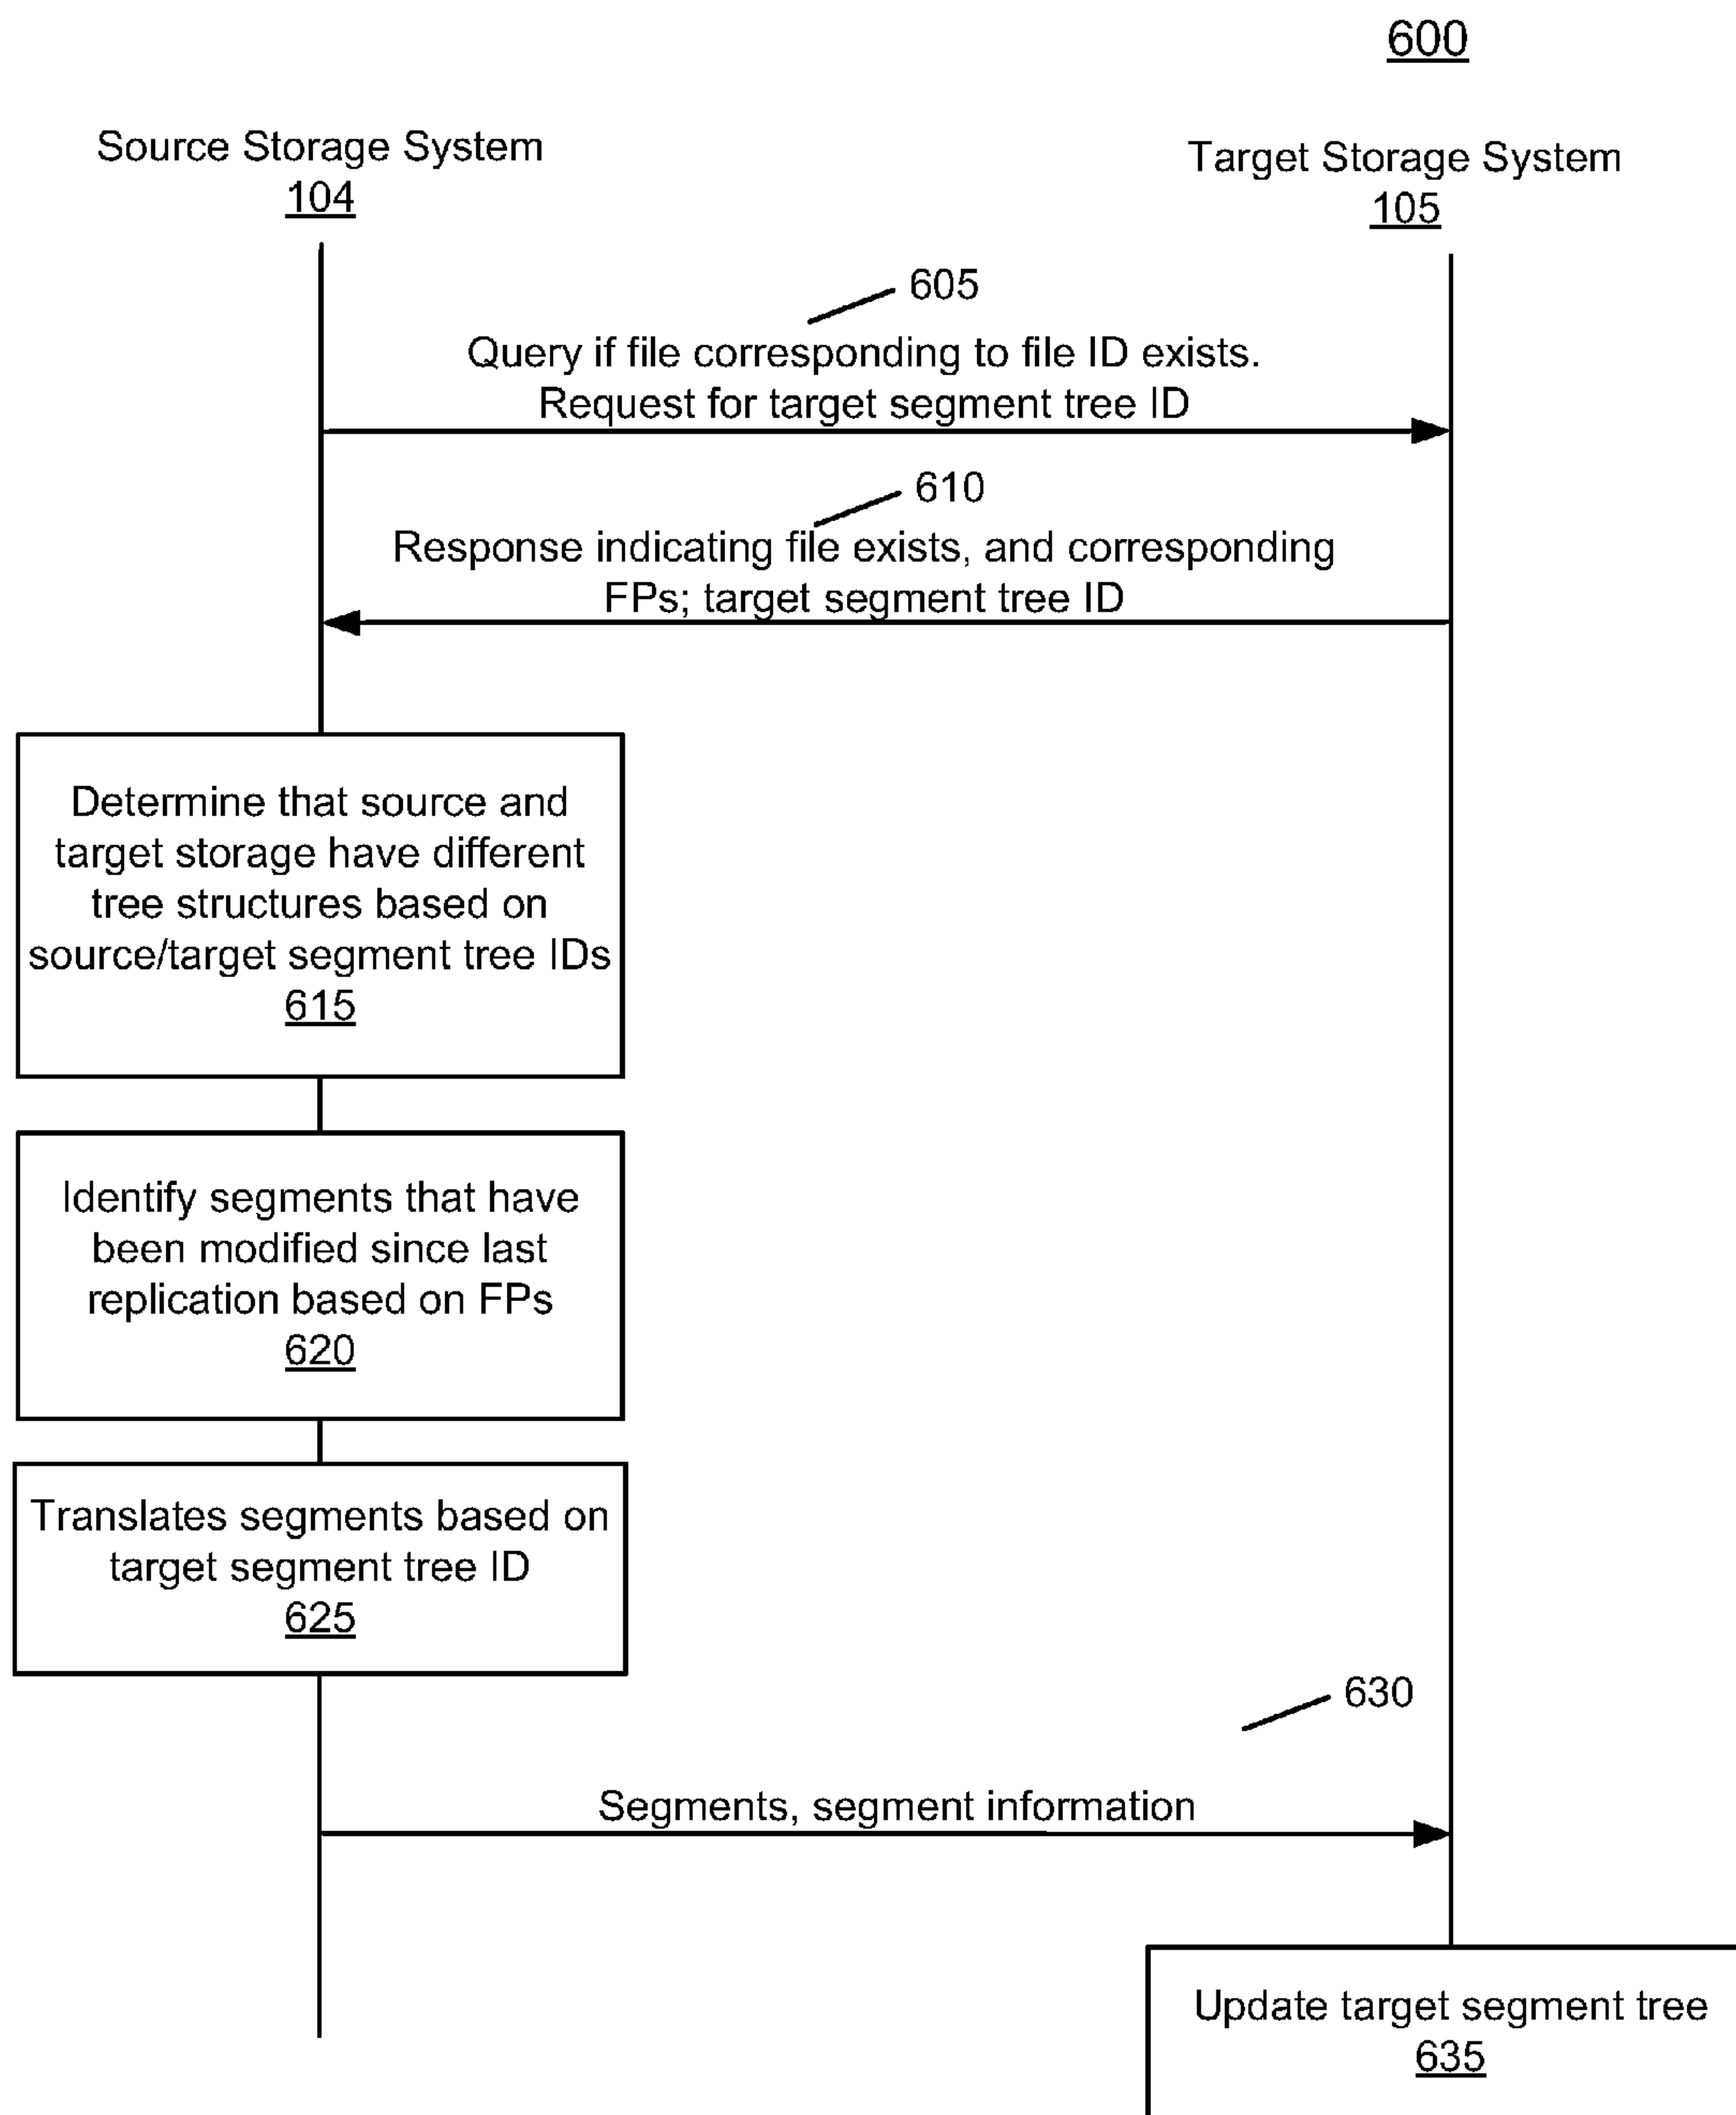 600
Source Storage System
104
Target Storage System
105
605
Query if file corresponding to file ID exists.
Request for target segment tree ID
610
Response indicating file exists, and corresponding
FPs; target segment tree ID
Determine that source and
target storage have different
tree structures based on
source/target segment tree IDs
615
Identify segments that have
been modified since last
replication based on FPs
620
Translates segments based on
target segment tree ID
625
630
Segments, segment information
Update target segment tree
635